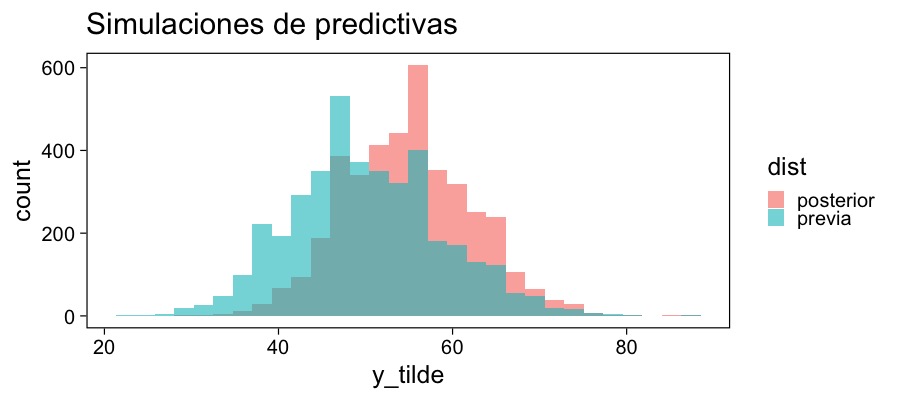 Simulaciones de predictivas
600
400
200
0
count
20 40 60 80
y_tilde
dist
posterior
previa